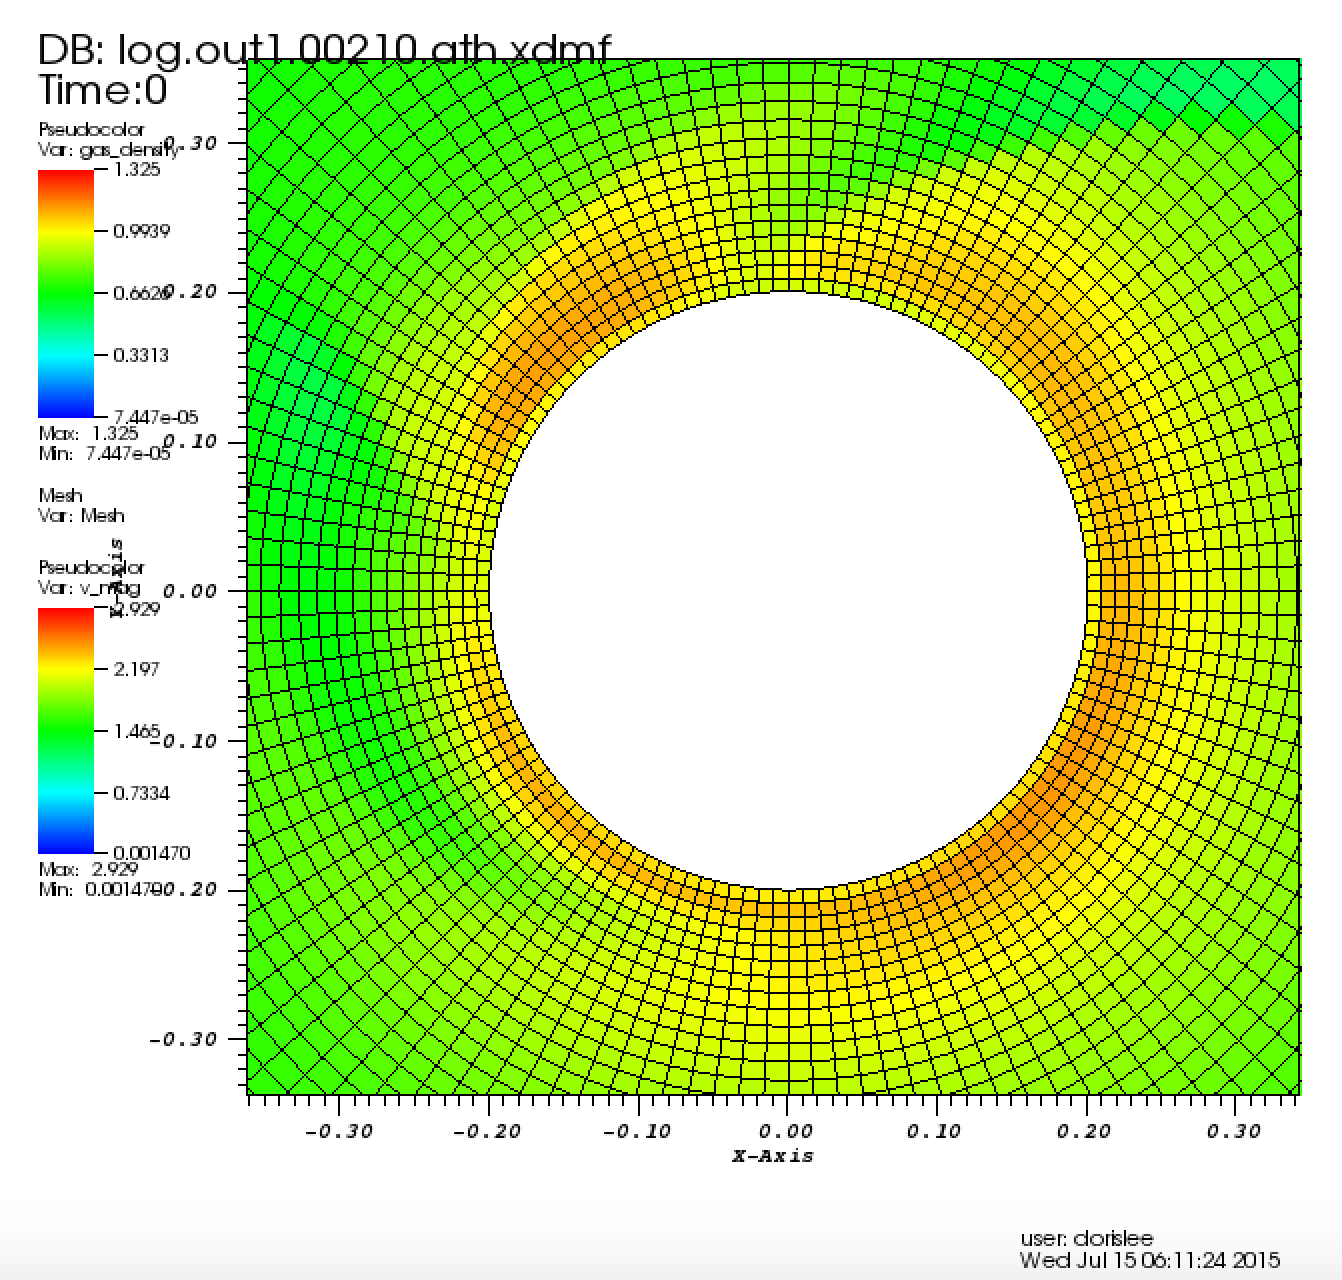 DB: log.out1.00210.ath.xdmf
Time:0
Pseudocolor
Var: gas_density
1.325
0.9939
0.6626
0.3313
7.447e-05
Max: 1.325
Min: 7.447e-05
Mesh
Var: Mesh
Pseudocolor
Var: v_mag
2.929
2.197
1.465
0.7334
0.001470
Max: 2.929
Min: 0.001470
0.30
0.20
0.10
0.00
-0.10
-0.20
-0.30
-0.30 -0.20 -0.10 0.00 0.10 0.20 0.30
X-Axis
user: dorislee
Wed Jul 15 06:11:24 2015